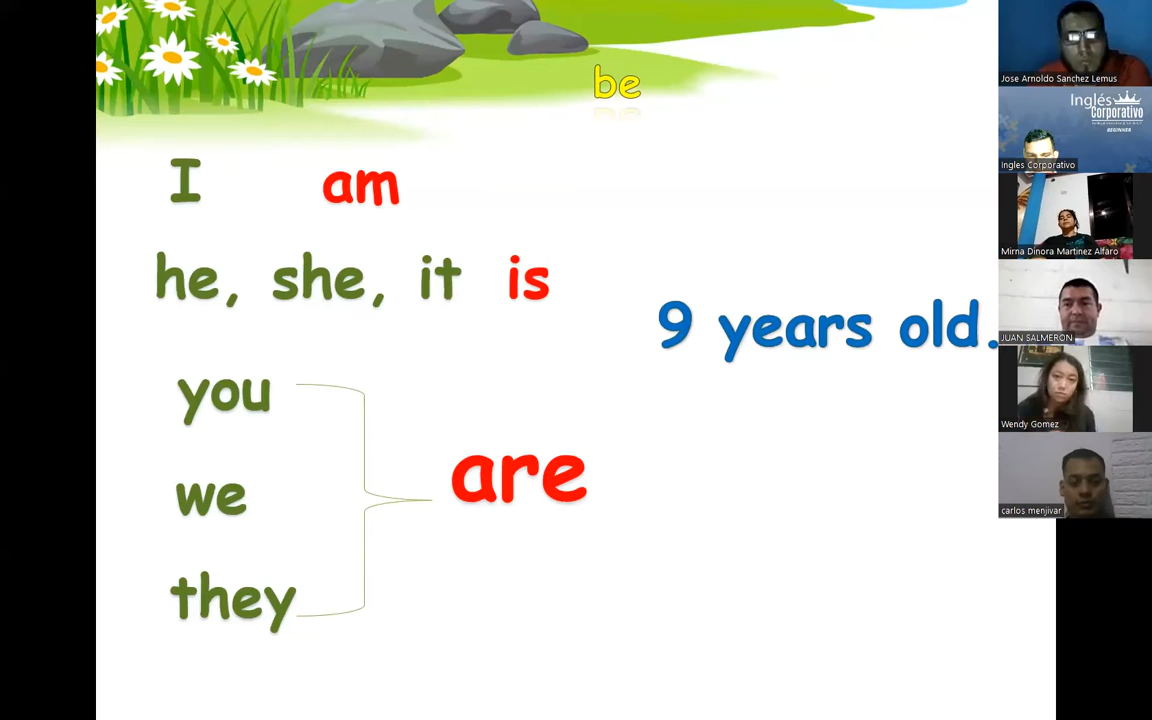 be
I am
he, she, it is
9 years old.
you
we
are
they
Jose Arnoldo Sanchez Lemus
Inglés
Corporativo
BEGINNER
Ingles Corporativo
Mirna Dinora Martinez Alfaro
JUAN SALMERON
Wendy Gomez
carlos menjivar